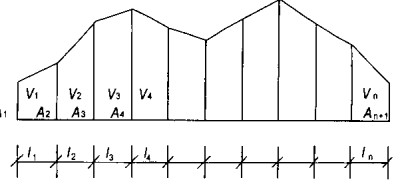 V1 V2 V3 V4 Vn
A1 A2 A3 A4 An+1
l1 l2 l3 l4 ln